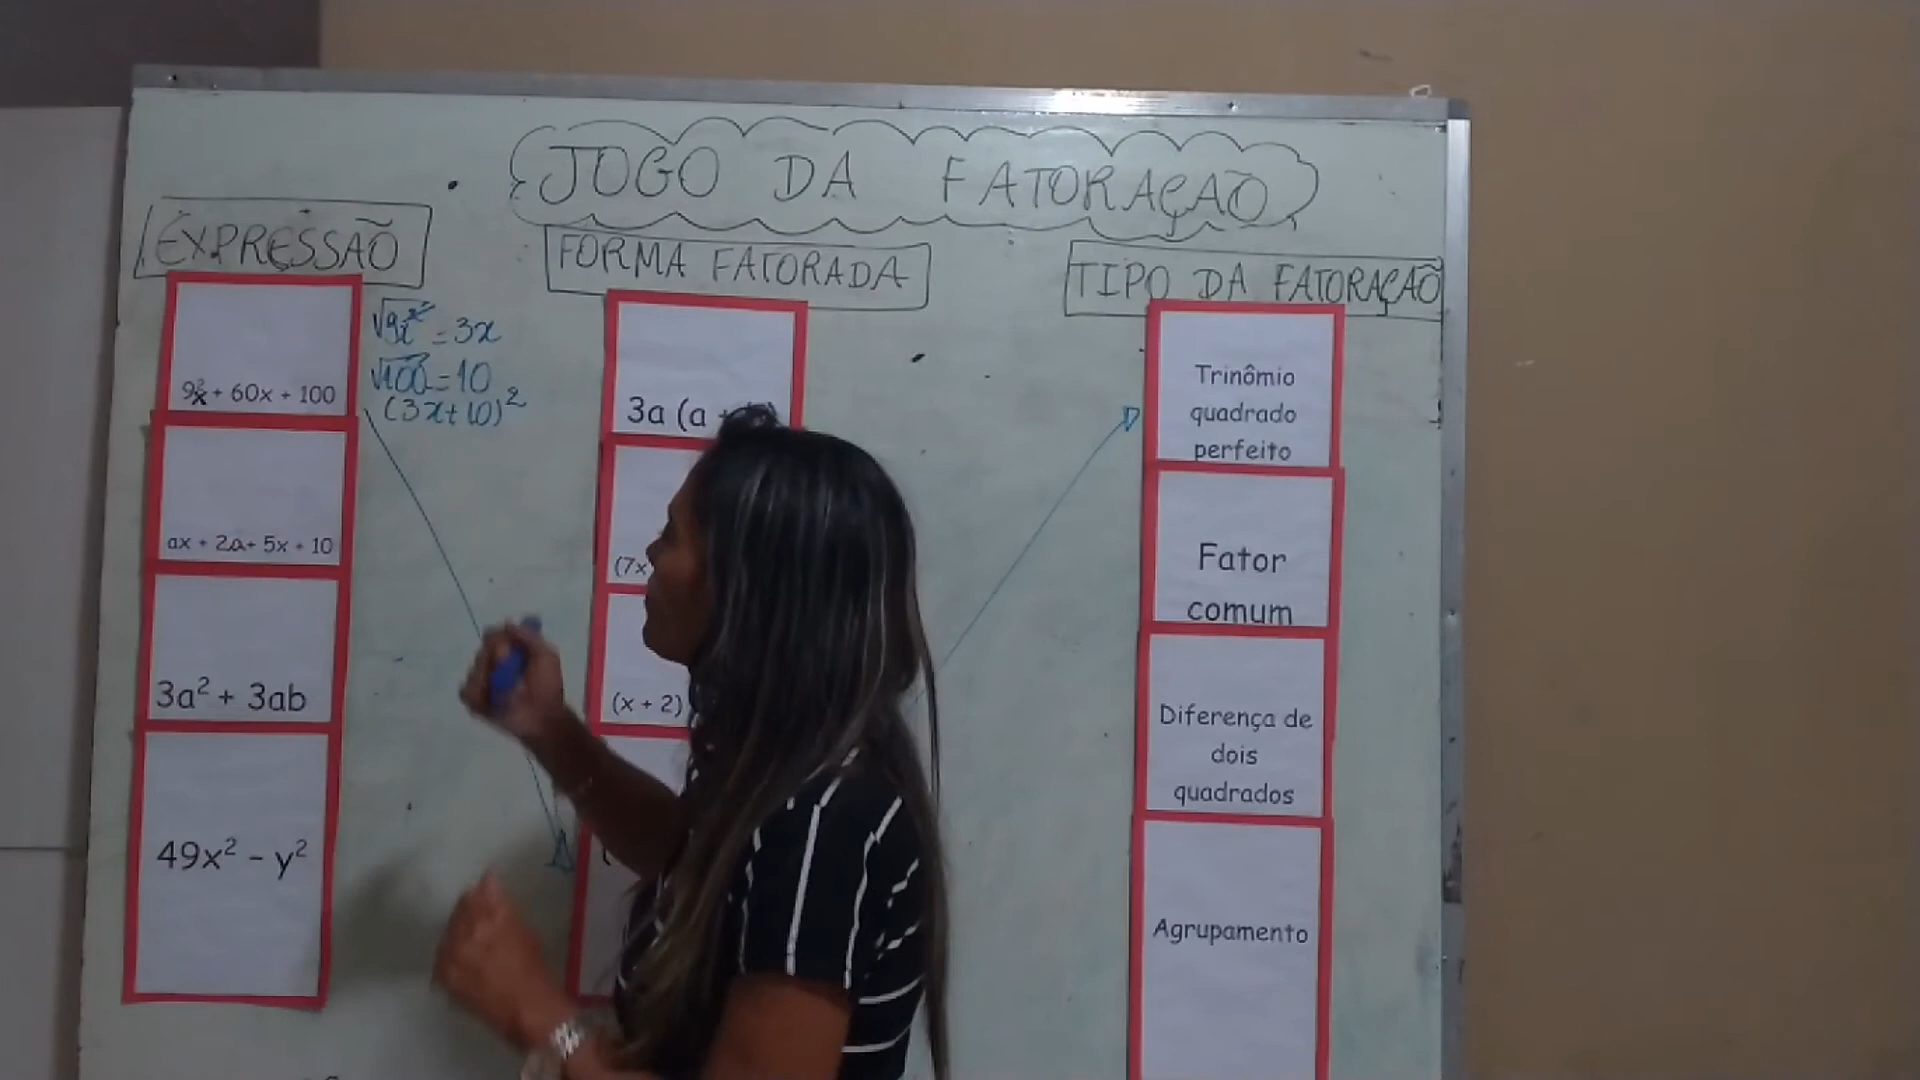 JOGO DA FATORAÇÃO
EXPRESSÃO
9x² + 60x + 100
ax + 2a + 5x + 10
3a² + 3ab
49x² - y²
√9x² = 3x
√100 = 10
(3x+10)²
FORMA FATORADA
3a (a +
(7x
(x + 2)
TIPO DA FATORAÇÃO
Trinômio
quadrado
perfeito
Fator
comum
Diferença de
dois
quadrados
Agrupamento